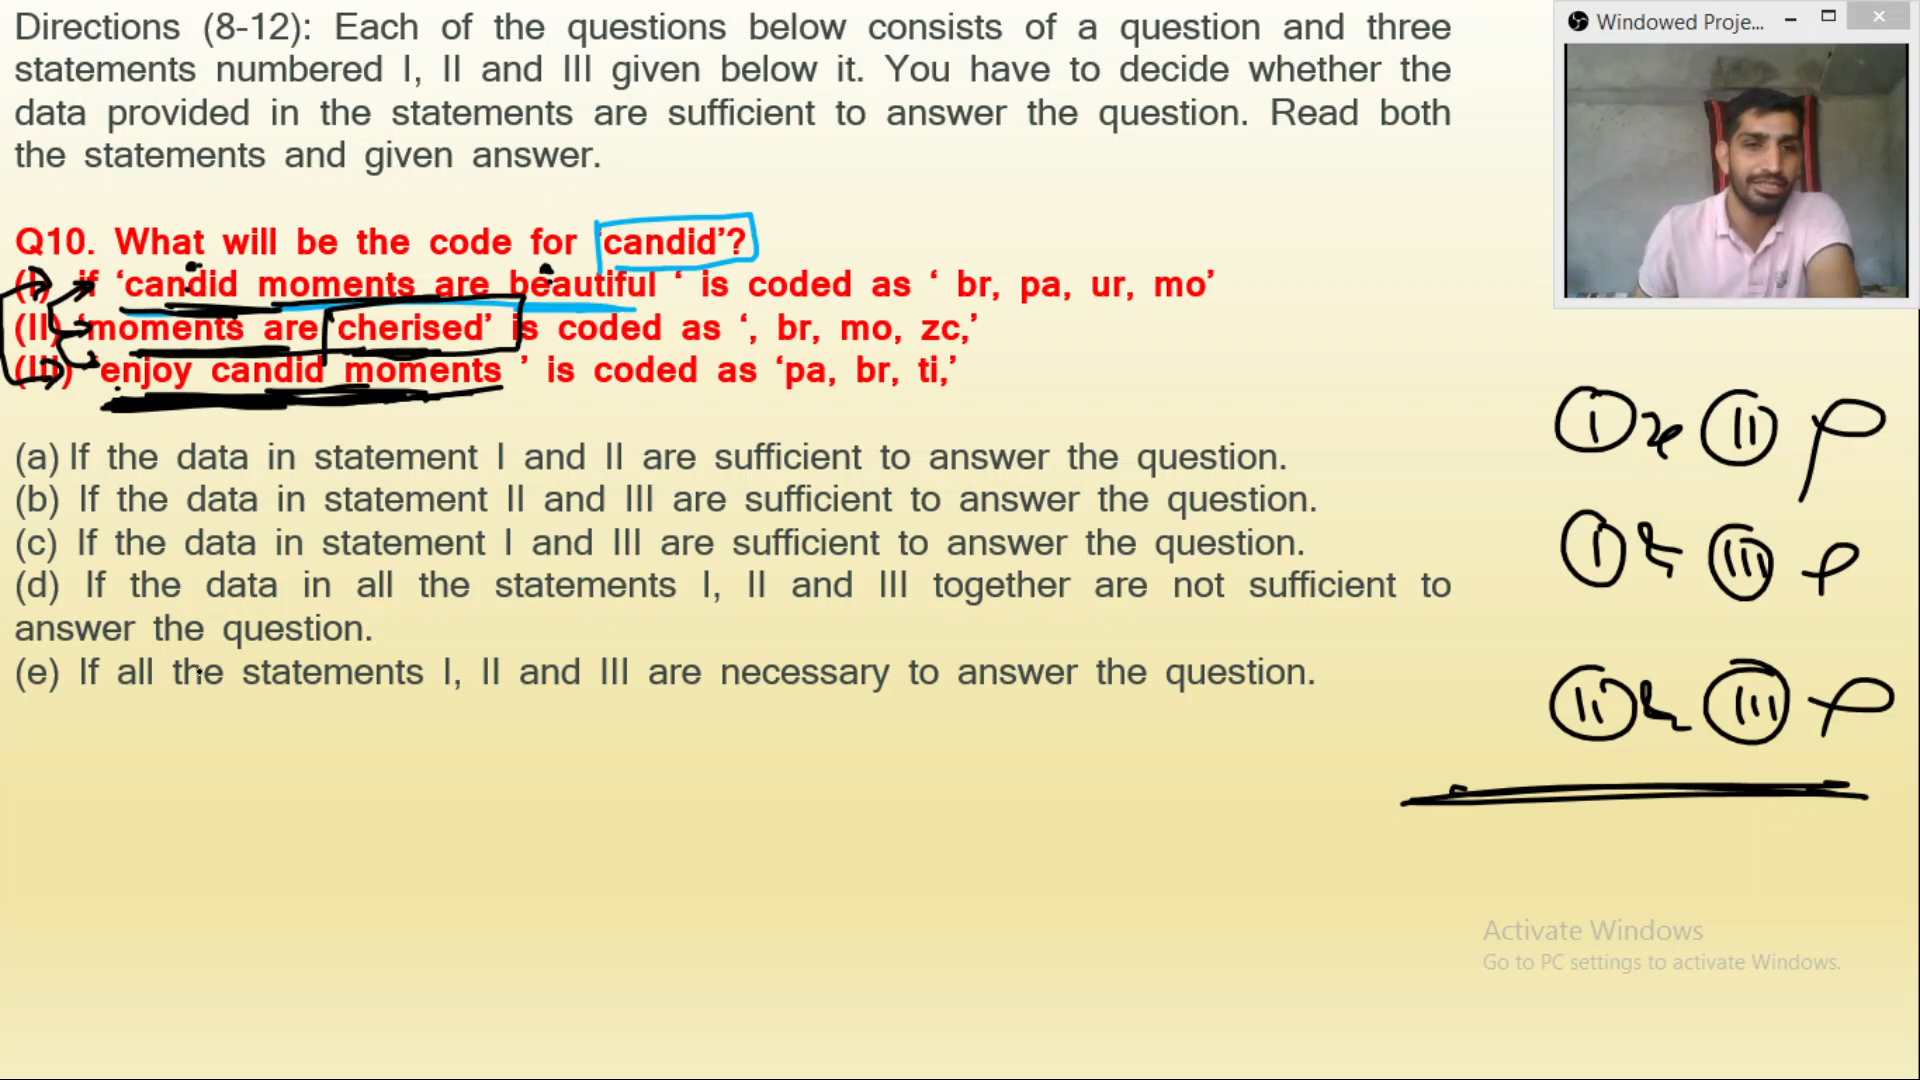 Directions (8-12): Each of the questions below consists of a question and three
statements numbered I, II and III given below it. You have to decide whether the
data provided in the statements are sufficient to answer the question. Read both
the statements and given answer.
Windowed Proje...
Q10. What will be the code for 'candid'?
(I) if 'candid moments are beautiful ' is coded as ' br, pa, ur, mo'
(II) 'moments are cherised' is coded as ', br, mo, zc,'
(III) 'enjoy candid moments ' is coded as 'pa, br, ti,'
(a) If the data in statement I and II are sufficient to answer the question.
(b) If the data in statement II and III are sufficient to answer the question.
(c) If the data in statement I and III are sufficient to answer the question.
(d) If the data in all the statements I, II and III together are not sufficient to
answer the question.
(e) If all the statements I, II and III are necessary to answer the question.
I & II
I & III
II & III
Activate Windows
Go to PC settings to activate Windows.